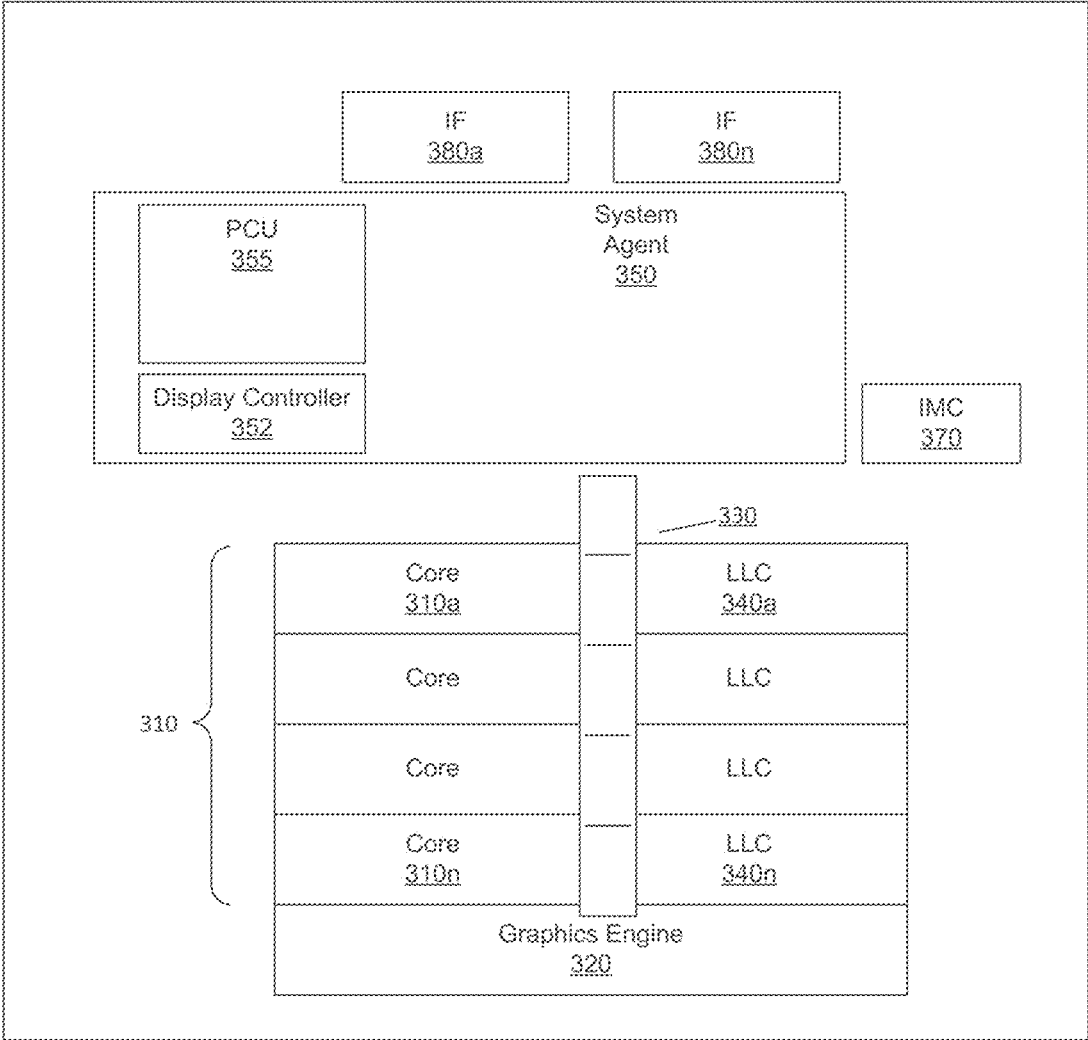 IF
380a
IF
380n
PCU
355
System
Agent
350
Display Controller
352
IMC
370
330
Core
310a
LLC
340a
Core
LLC
310
Core
LLC
Core
310n
LLC
340n
Graphics Engine
320